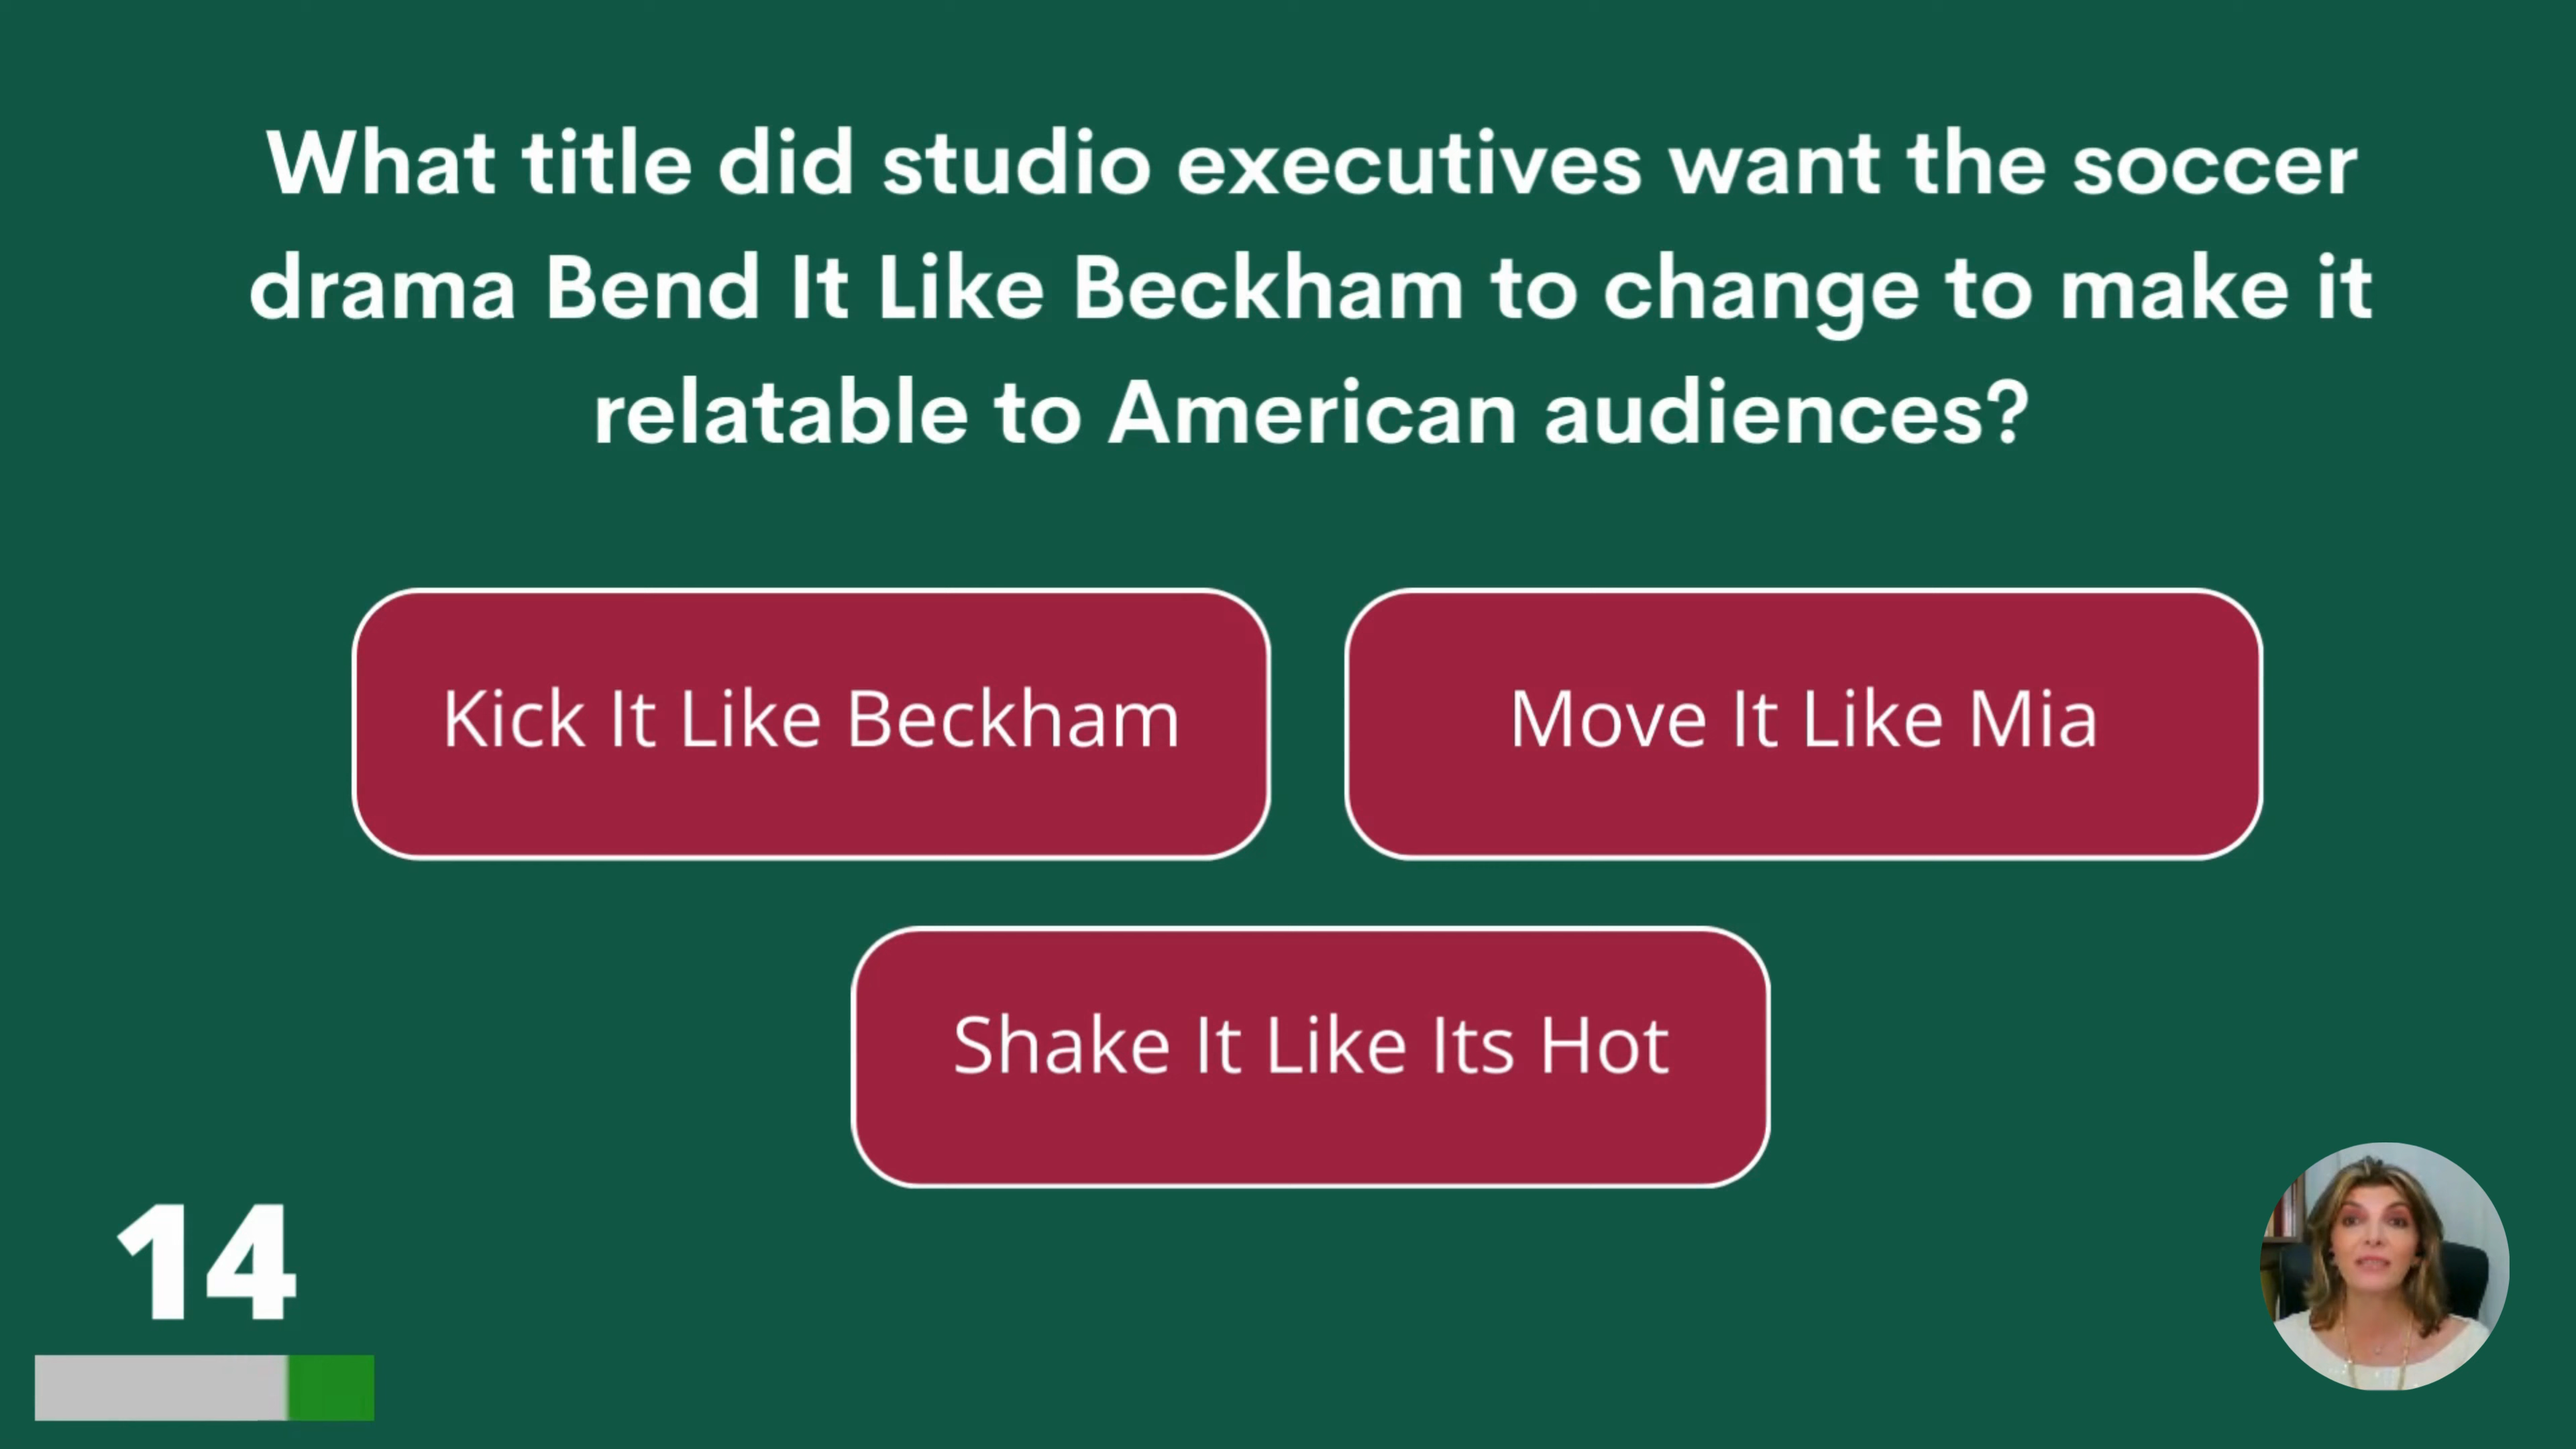 What title did studio executives want the soccer
drama Bend It Like Beckham to change to make it
relatable to American audiences?
Kick It Like Beckham
Move It Like Mia
Shake It Like Its Hot
14